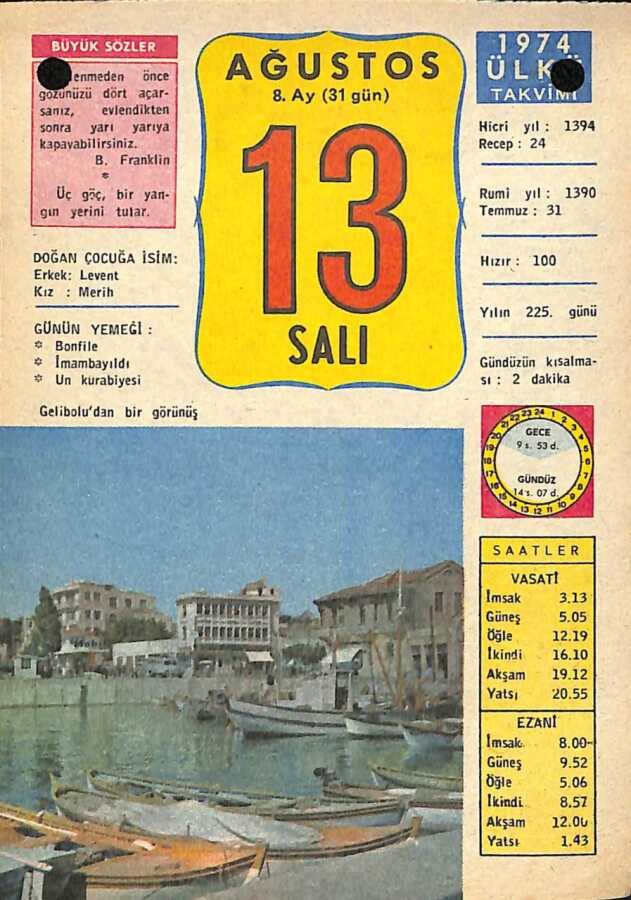 BÜYÜK SÖZLER
önce
gözünüzü dört açar-
sanız, evlendikten
sonra yarı yarıya
kapayabilirsiniz.
B. Franklin
*
Üç göç, bir yan-
gın yerini tutar.
DOĞAN ÇOCUĞA İSİM:
Erkek: Levent
Kız : Merih
GÜNÜN YEMEĞİ :
Bonfile
İmambayıldı
Un kurabiyesi
Gelibolu'dan bir görünüş
AĞUSTOS
8. Ay (31 gün)
13
SALI
1974
TAKVİMİ
Hicri yıl : 1394
Recep : 24
Rumi yıl : 1390
Temmuz : 31
Hızır : 100
Yılın 225. günü
Gündüzün kısalma-
sı : 2 dakika
GECE
9 s. 53 d.
GÜNDÜZ
14 s. 07 d.
SAATLER
VASATİ
İmsak 3.13
Güneş 5.05
Öğle 12.19
İkindi 16.10
Akşam 19.12
Yatsı 20.55
EZANİ
İmsak 8.00
Güneş 9.52
Öğle 5.06
İkindi 8.57
Akşam 12.00
Yatsı 1.43